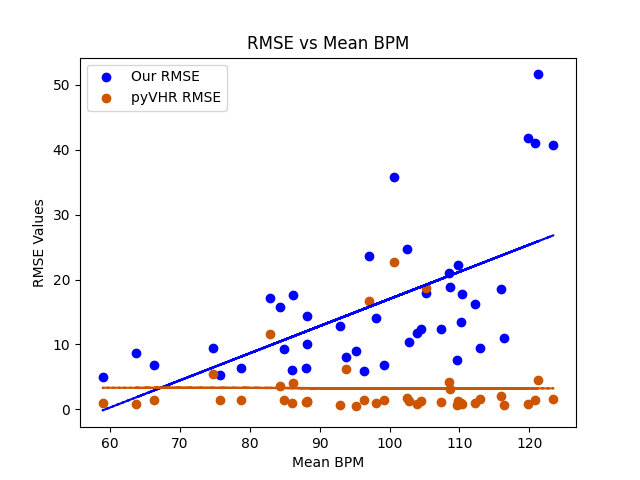 RMSE vs Mean BPM
Our RMSE
pyVHR RMSE
RMSE Values
50
40
30
20
10
0
60 70 80 90 100 110 120
Mean BPM